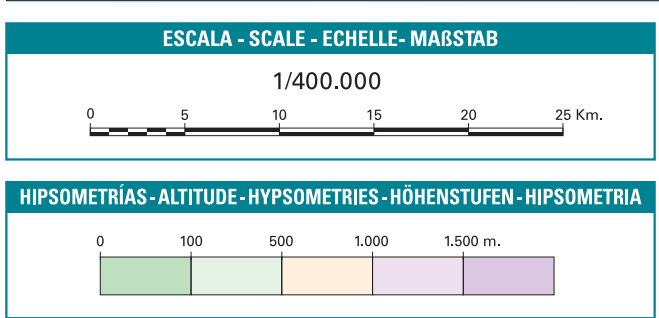 ESCALA - SCALE - ECHELLE- MAßSTAB
1/400.000
0 5 10 15 20 25 Km.
HIPSOMETRÍAS - ALTITUDE - HYPSOMETRIES - HÖHENSTUFEN - HIPSOMETRIA
0 100 500 1.000 1.500 m.